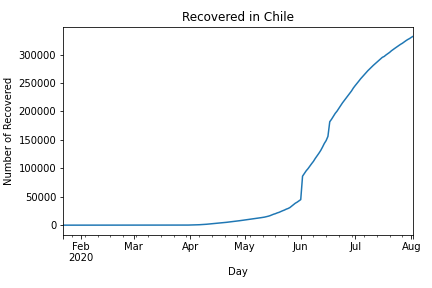 Recovered in Chile
Number of Recovered
300000
250000
200000
150000
100000
50000
0
Feb Mar Apr May Jun Jul Aug
2020
Day